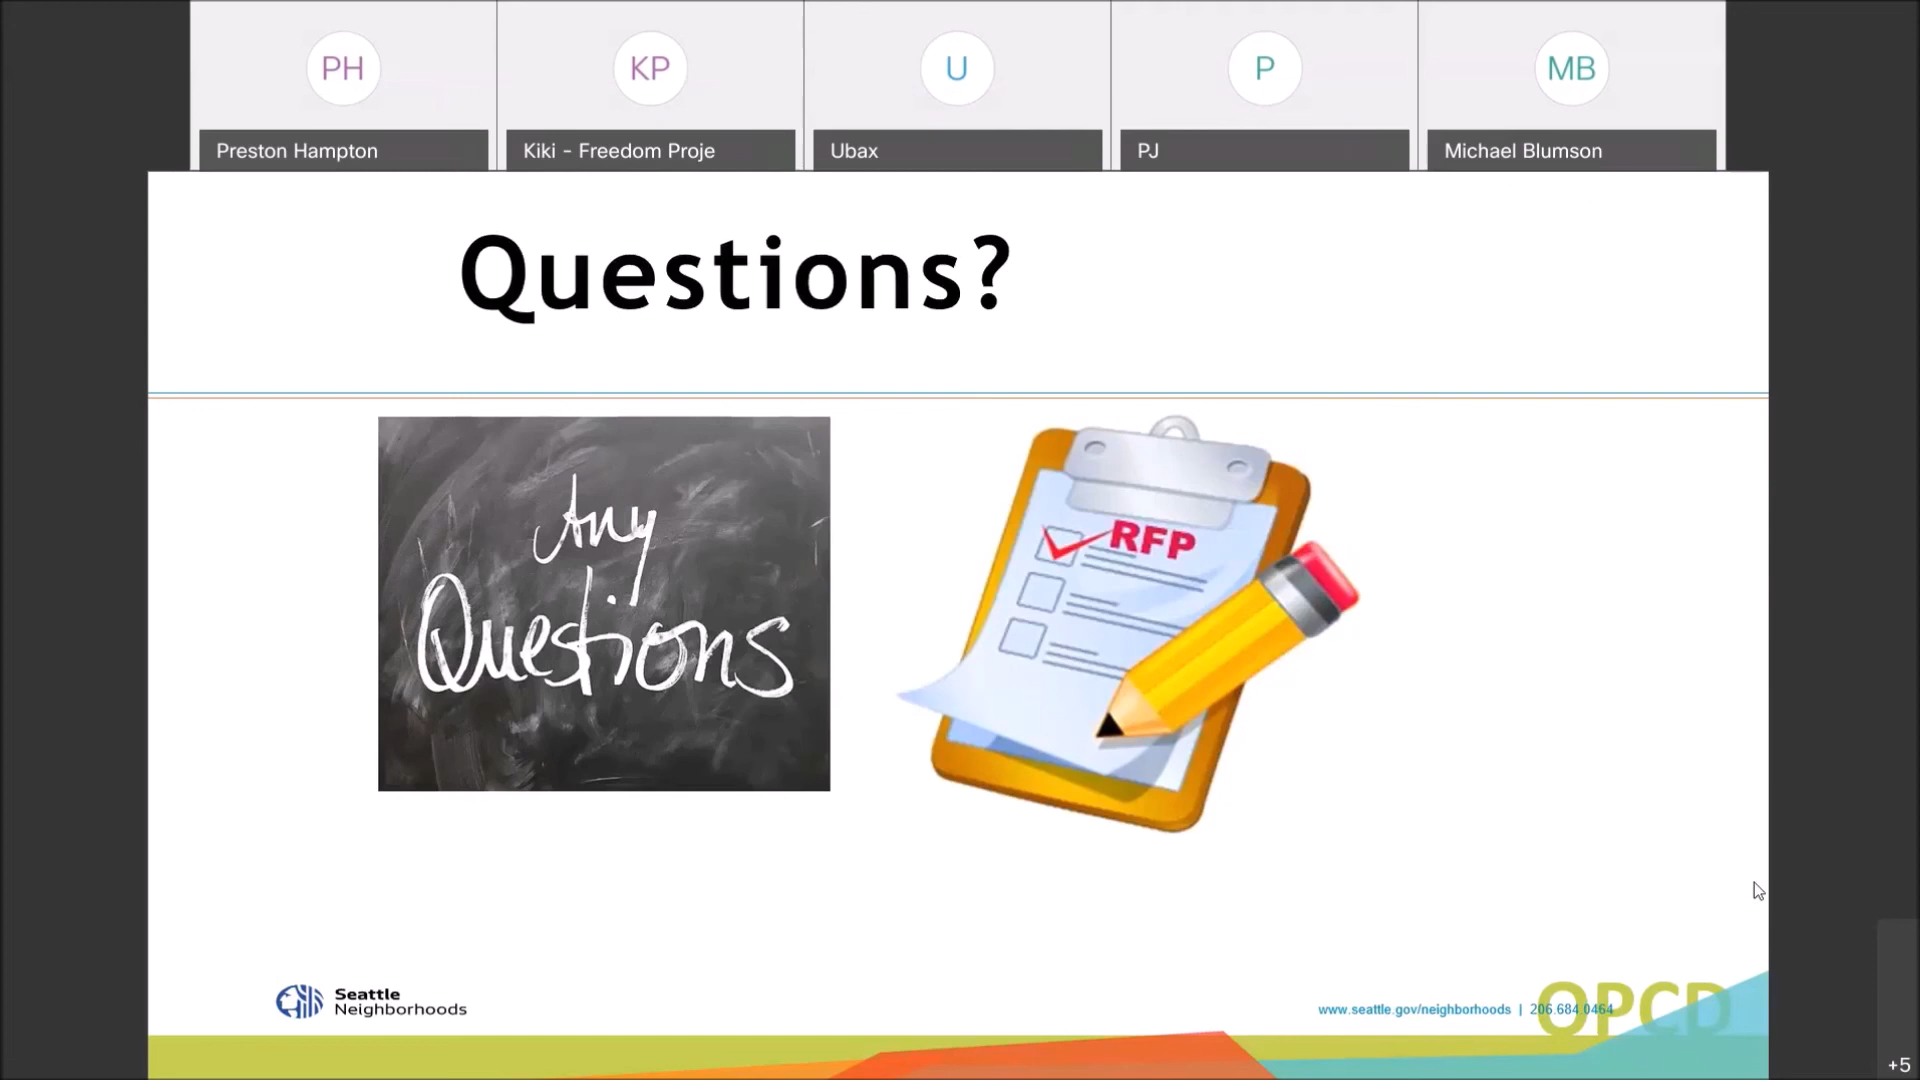 PH
KP
U
P
MB
Preston Hampton
Kiki - Freedom Proje
Ubax
PJ
Michael Blumson
Questions?
Any
Questions
RFP
Seattle
Neighborhoods
www.seattle.gov/neighborhoods | 206.684.0464
OPCD
+5